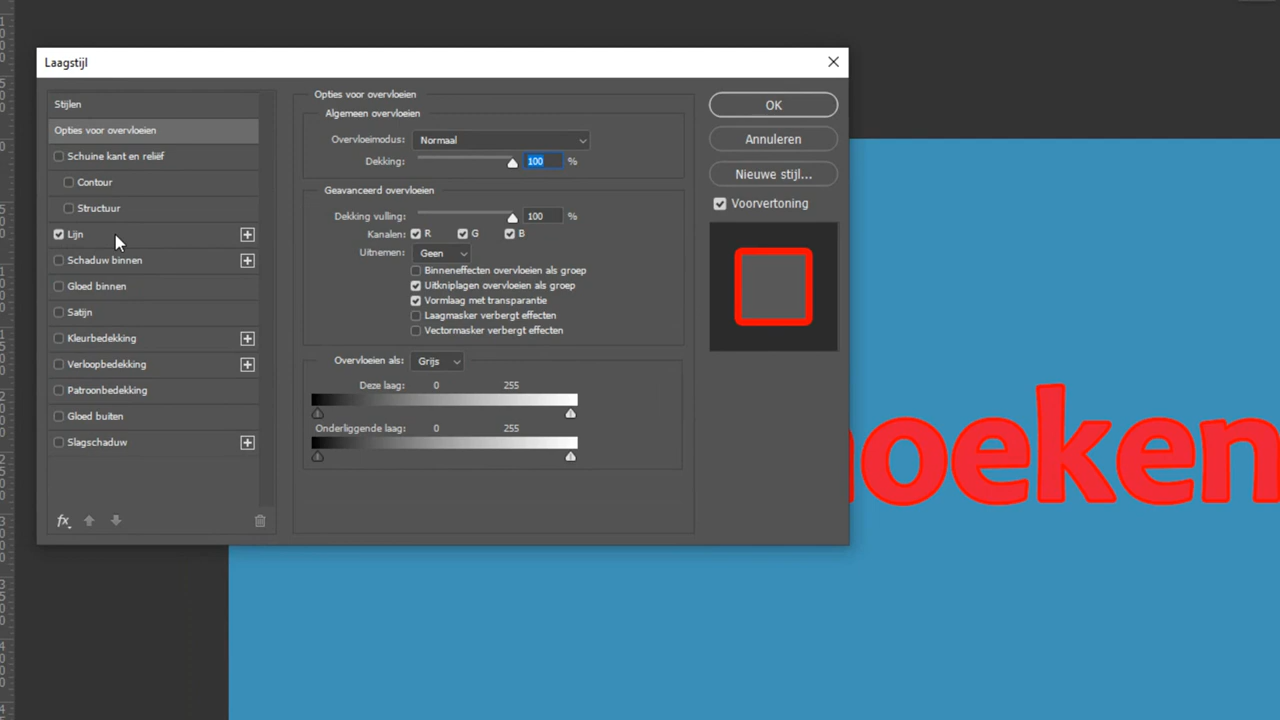 Laagstijl
Stijlen
Opties voor overvloeien
Schuine kant en reliëf
Contour
Structuur
Lijn
Schaduw binnen
Gloed binnen
Satijn
Kleurbedekking
Verloopbedekking
Patroonbedekking
Gloed buiten
Slagschaduw
fx
Opties voor overvloeien
Algemeen overvloeien
Overvloeimodus: Normaal
Dekking: 100 %
Geavanceerd overvloeien
Dekking vulling: 100 %
Kanalen: R G B
Uitnemen: Geen
Binneneffecten overvloeien als groep
Uitkniplagen overvloeien als groep
Vormlaag met transparantie
Laagmasker verbergt effecten
Vectormasker verbergt effecten
Overvloeien als: Grijs
Deze laag: 0 255
Onderliggende laag: 0 255
OK
Annuleren
Nieuwe stijl...
Voorvertoning
oeken